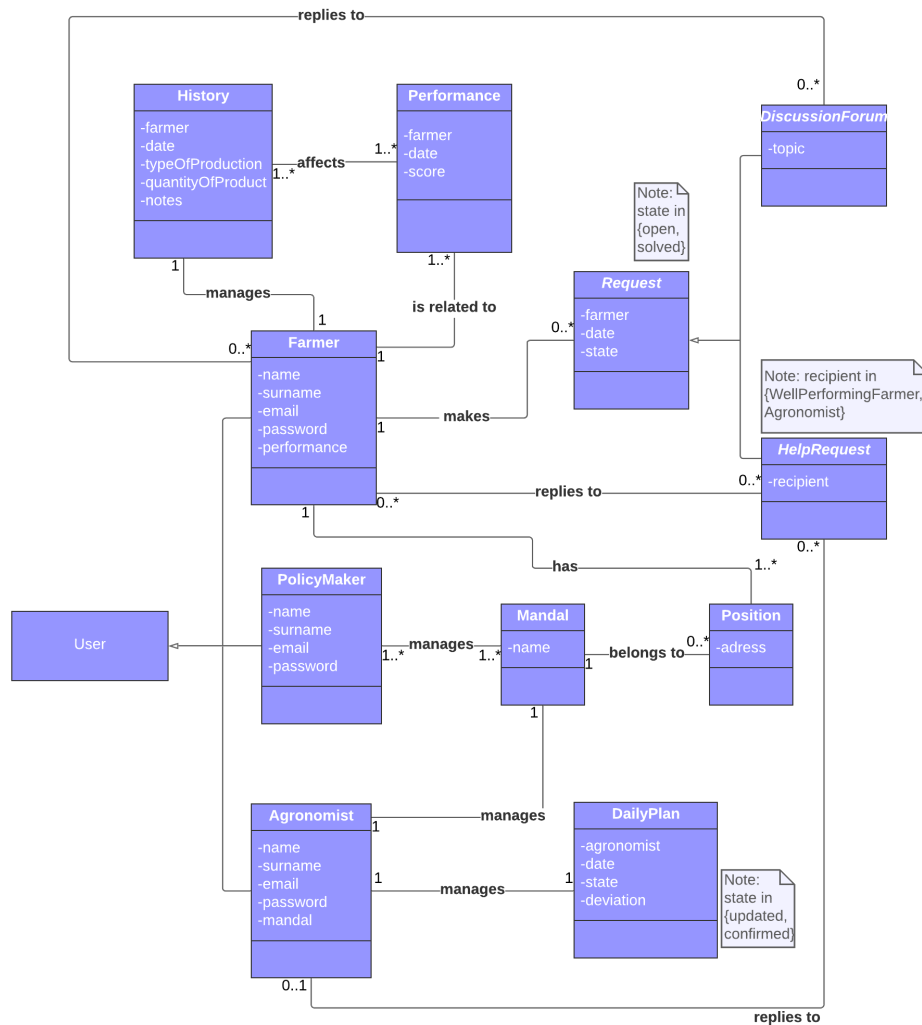 replies to
0..*
History
-farmer
-date
-typeOfProduction
-quantityOfProduct
-notes
1..*
affects
1..*
Performance
-farmer
-date
-score
DiscussionForum
-topic
Note:
state in
{open,
solved}
1
manages
1
1..*
is related to
1
Request
-farmer
-date
-state
0..*
0..*
Farmer
-name
-surname
-email
-password
-performance
makes
1
Note: recipient in
{WellPerformingFarmer,
Agronomist}
HelpRequest
-recipient
0..*
replies to
0..*
0..*
1
has
1..*
PolicyMaker
-name
-surname
-email
-password
User
1..*
manages
1..*
Mandal
-name
1
belongs to
0..*
Position
-adress
1
manages
1
Agronomist
-name
-surname
-email
-password
-mandal
1
manages
1
DailyPlan
-agronomist
-date
-state
-deviation
Note:
state in
{updated,
confirmed}
0..1
replies to